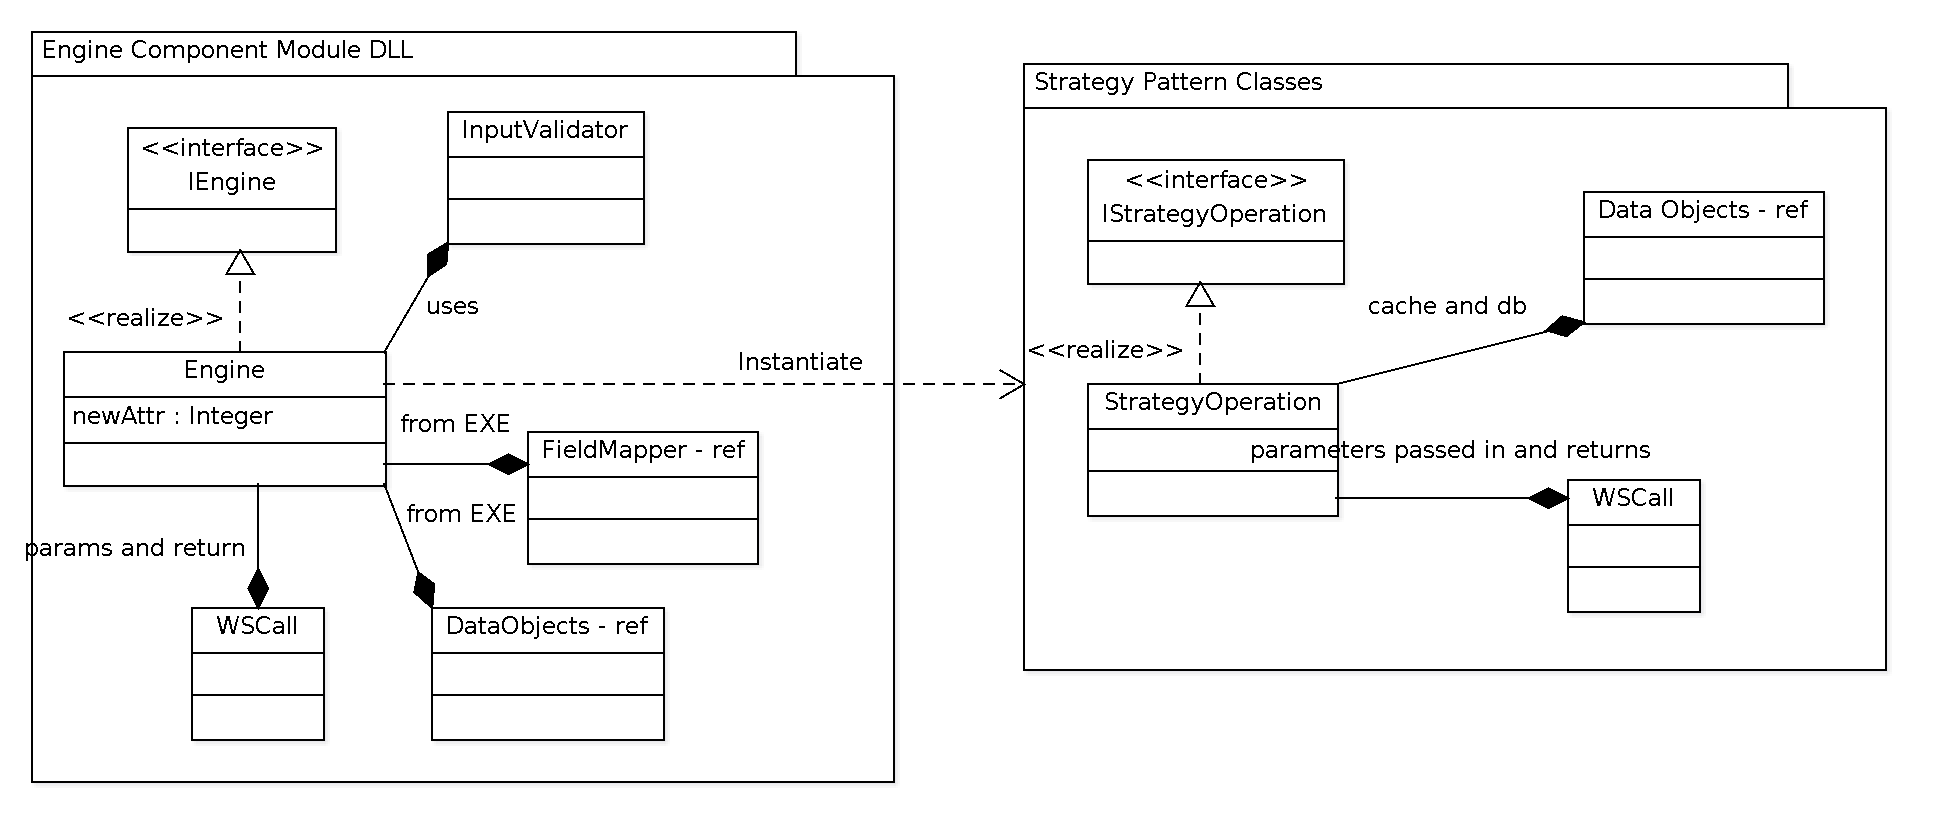 Engine Component Module DLL
<<interface>>
IEngine
InputValidator
<<realize>>
uses
Engine
newAttr : Integer
Instantiate
from EXE
FieldMapper - ref
from EXE
params and return
WSCall
DataObjects - ref
Strategy Pattern Classes
<<interface>>
IStrategyOperation
Data Objects - ref
cache and db
<<realize>>
StrategyOperation
parameters passed in and returns
WSCall